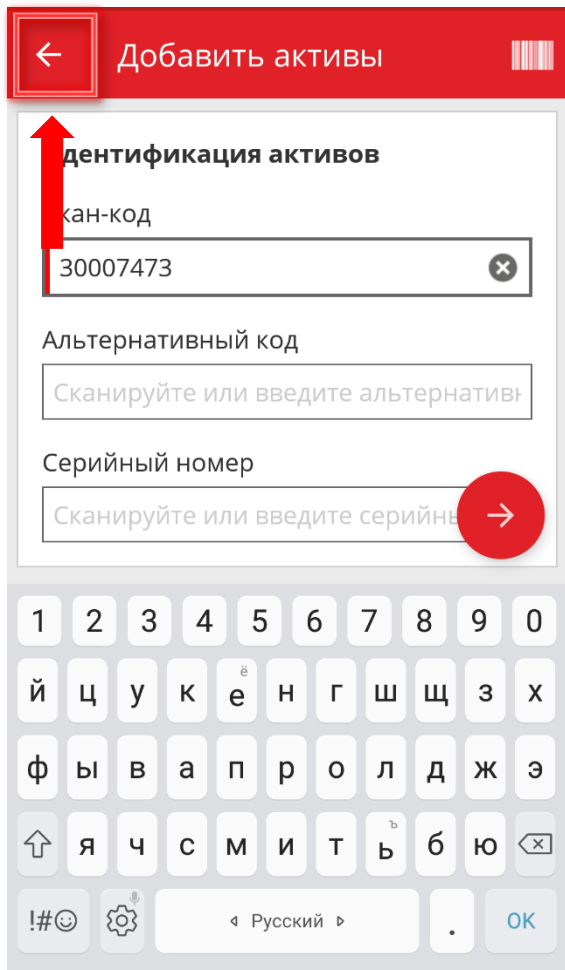 Добавить активы
дентификация активов
кан-код
30007473
Альтернативный код
Сканируйте или введите альтернативн
Серийный номер
Сканируйте или введите серийны
1 2 3 4 5 6 7 8 9 0
й ц у к ё е н г ш щ з х
ф ы в а п р о л д ж э
я ч с м и т ъ ь б ю
!#☺ Русский . OK